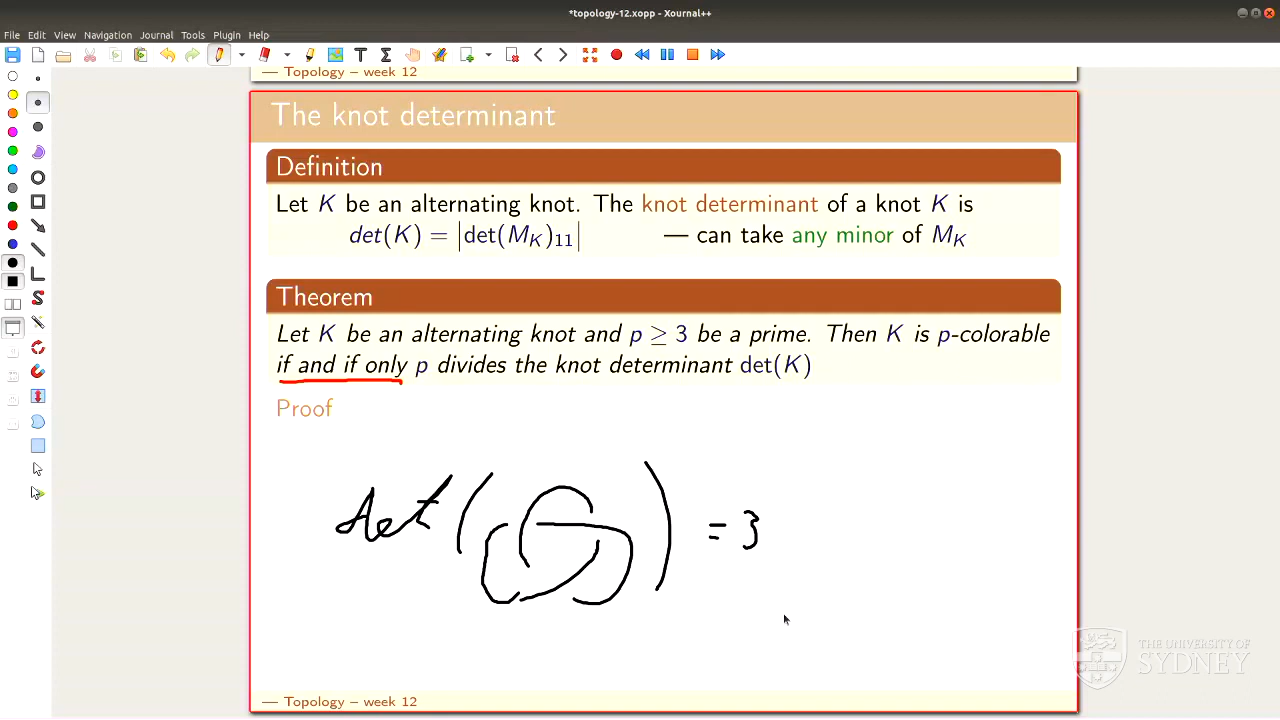 *topology-12.xopp - Xournal++
File Edit View Navigation Journal Tools Plugin Help
— Topology – week 12
The knot determinant
Definition
Let K be an alternating knot. The knot determinant of a knot K is
det(K) = |det(M_K)_11| — can take any minor of M_K
Theorem
Let K be an alternating knot and p ≥ 3 be a prime. Then K is p-colorable
if and if only p divides the knot determinant det(K)
Proof
det( ) = 3
THE UNIVERSITY OF
SYDNEY
— Topology – week 12